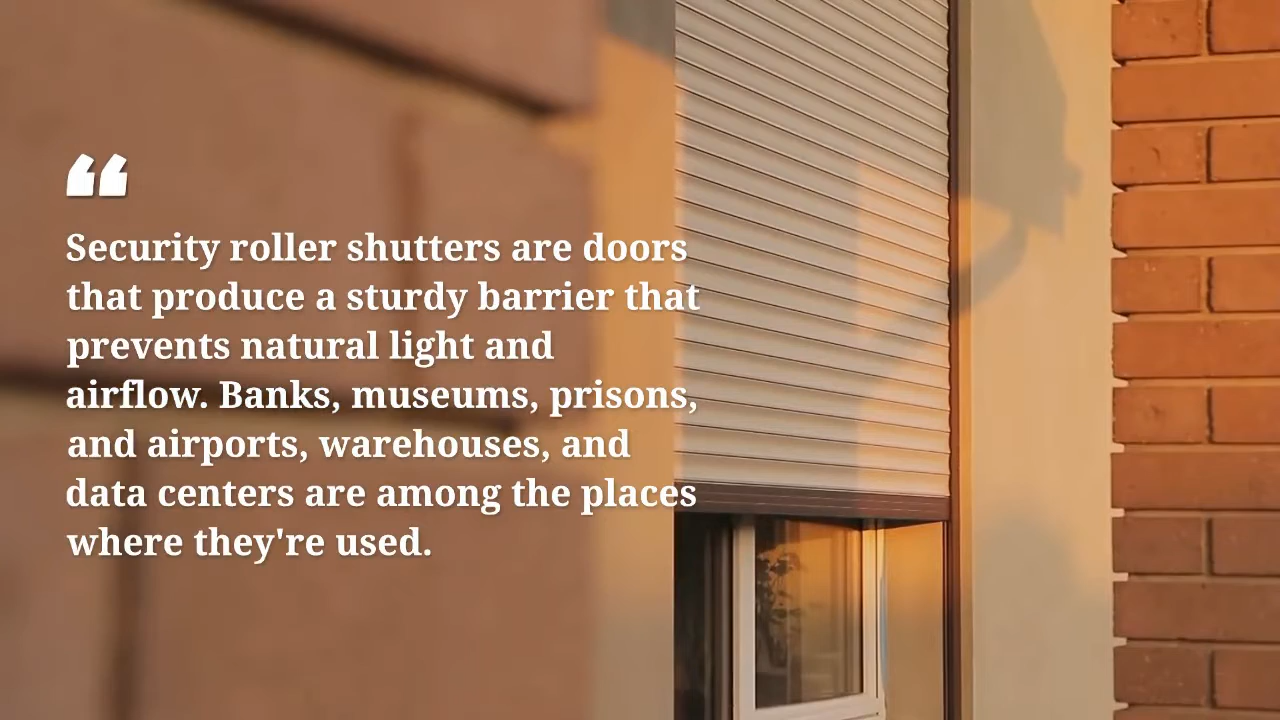 “
Security roller shutters are doors
that produce a sturdy barrier that
prevents natural light and
airflow. Banks, museums, prisons,
and airports, warehouses, and
data centers are among the places
where they're used.